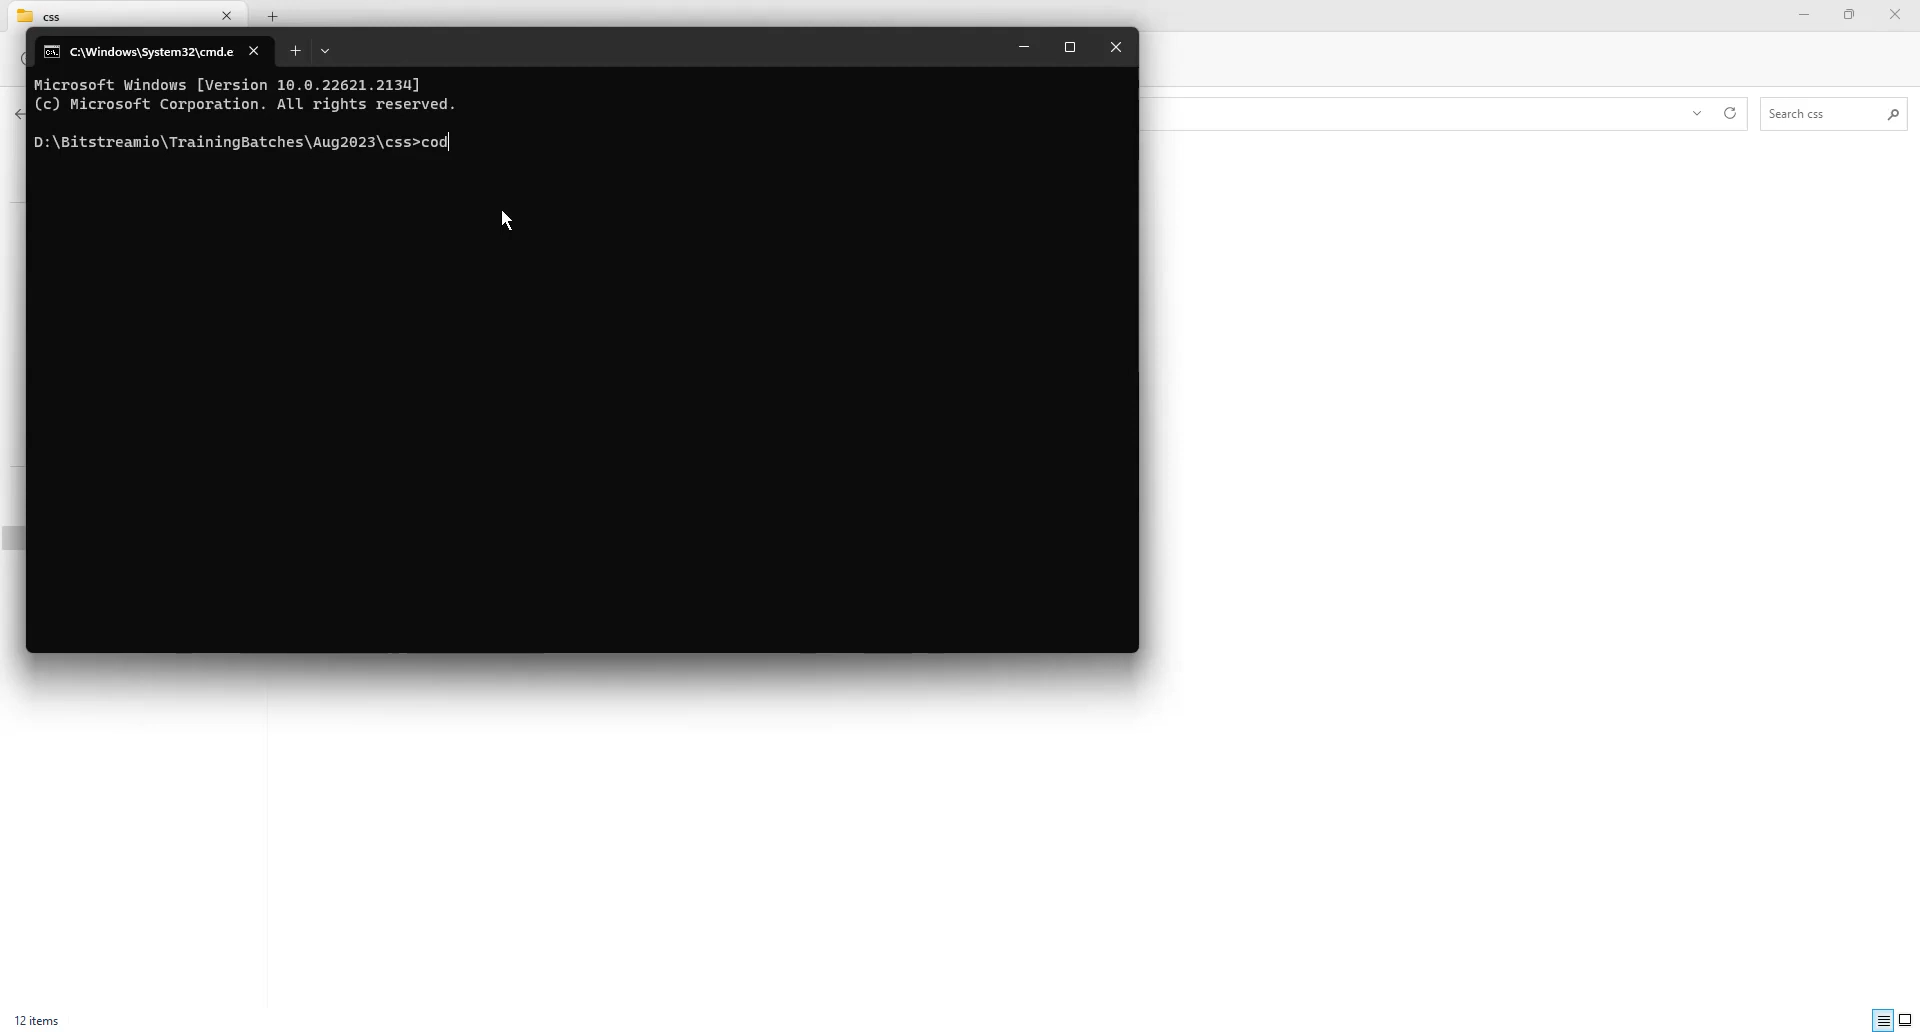 css
C:\Windows\System32\cmd.e
Microsoft Windows [Version 10.0.22621.2134]
(c) Microsoft Corporation. All rights reserved.
D:\Bitstreamio\TrainingBatches\Aug2023\css>cod
Search css
12 items